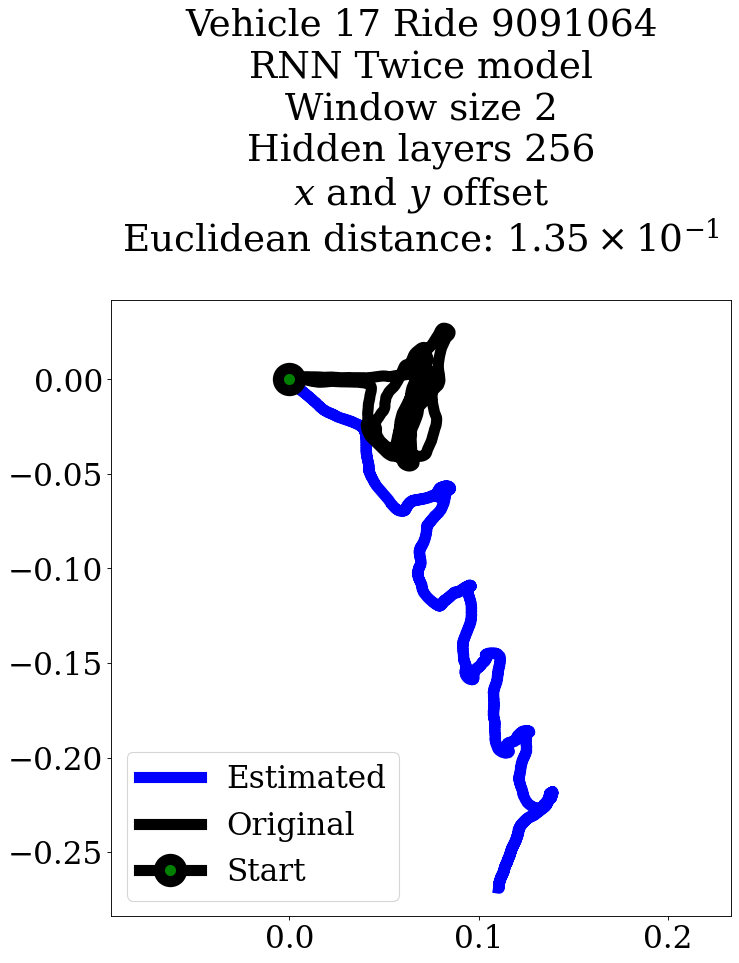 Vehicle 17 Ride 9091064
RNN Twice model
Window size 2
Hidden layers 256
x and y offset
Euclidean distance: 1.35 × 10⁻¹
0.00
−0.05
−0.10
−0.15
−0.20
−0.25
Estimated
Original
Start
0.0 0.1 0.2